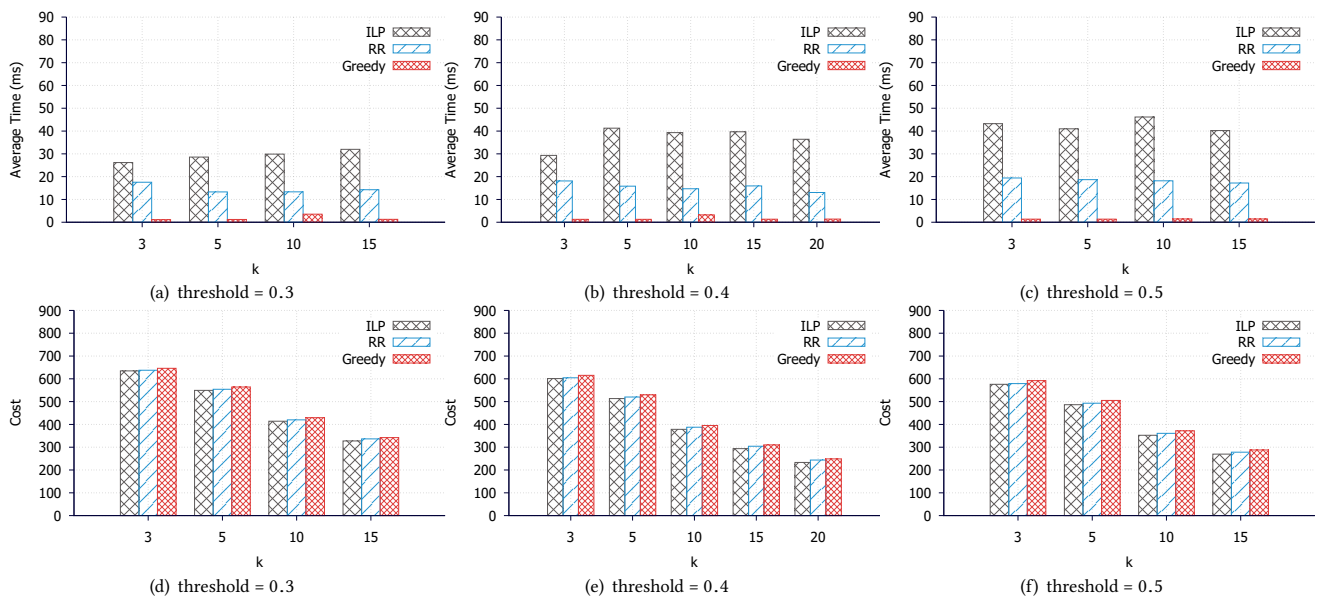 90
80
70
60
50
40
30
20
10
0
Average Time (ms)
ILP
RR
Greedy
3 5 10 15
k
(a) threshold = 0.3
90
80
70
60
50
40
30
20
10
0
Average Time (ms)
ILP
RR
Greedy
3 5 10 15 20
k
(b) threshold = 0.4
90
80
70
60
50
40
30
20
10
0
Average Time (ms)
ILP
RR
Greedy
3 5 10 15
k
(c) threshold = 0.5
900
800
700
600
500
400
300
200
100
0
Cost
ILP
RR
Greedy
3 5 10 15
k
(d) threshold = 0.3
900
800
700
600
500
400
300
200
100
0
Cost
ILP
RR
Greedy
3 5 10 15 20
k
(e) threshold = 0.4
900
800
700
600
500
400
300
200
100
0
Cost
ILP
RR
Greedy
3 5 10 15
k
(f) threshold = 0.5